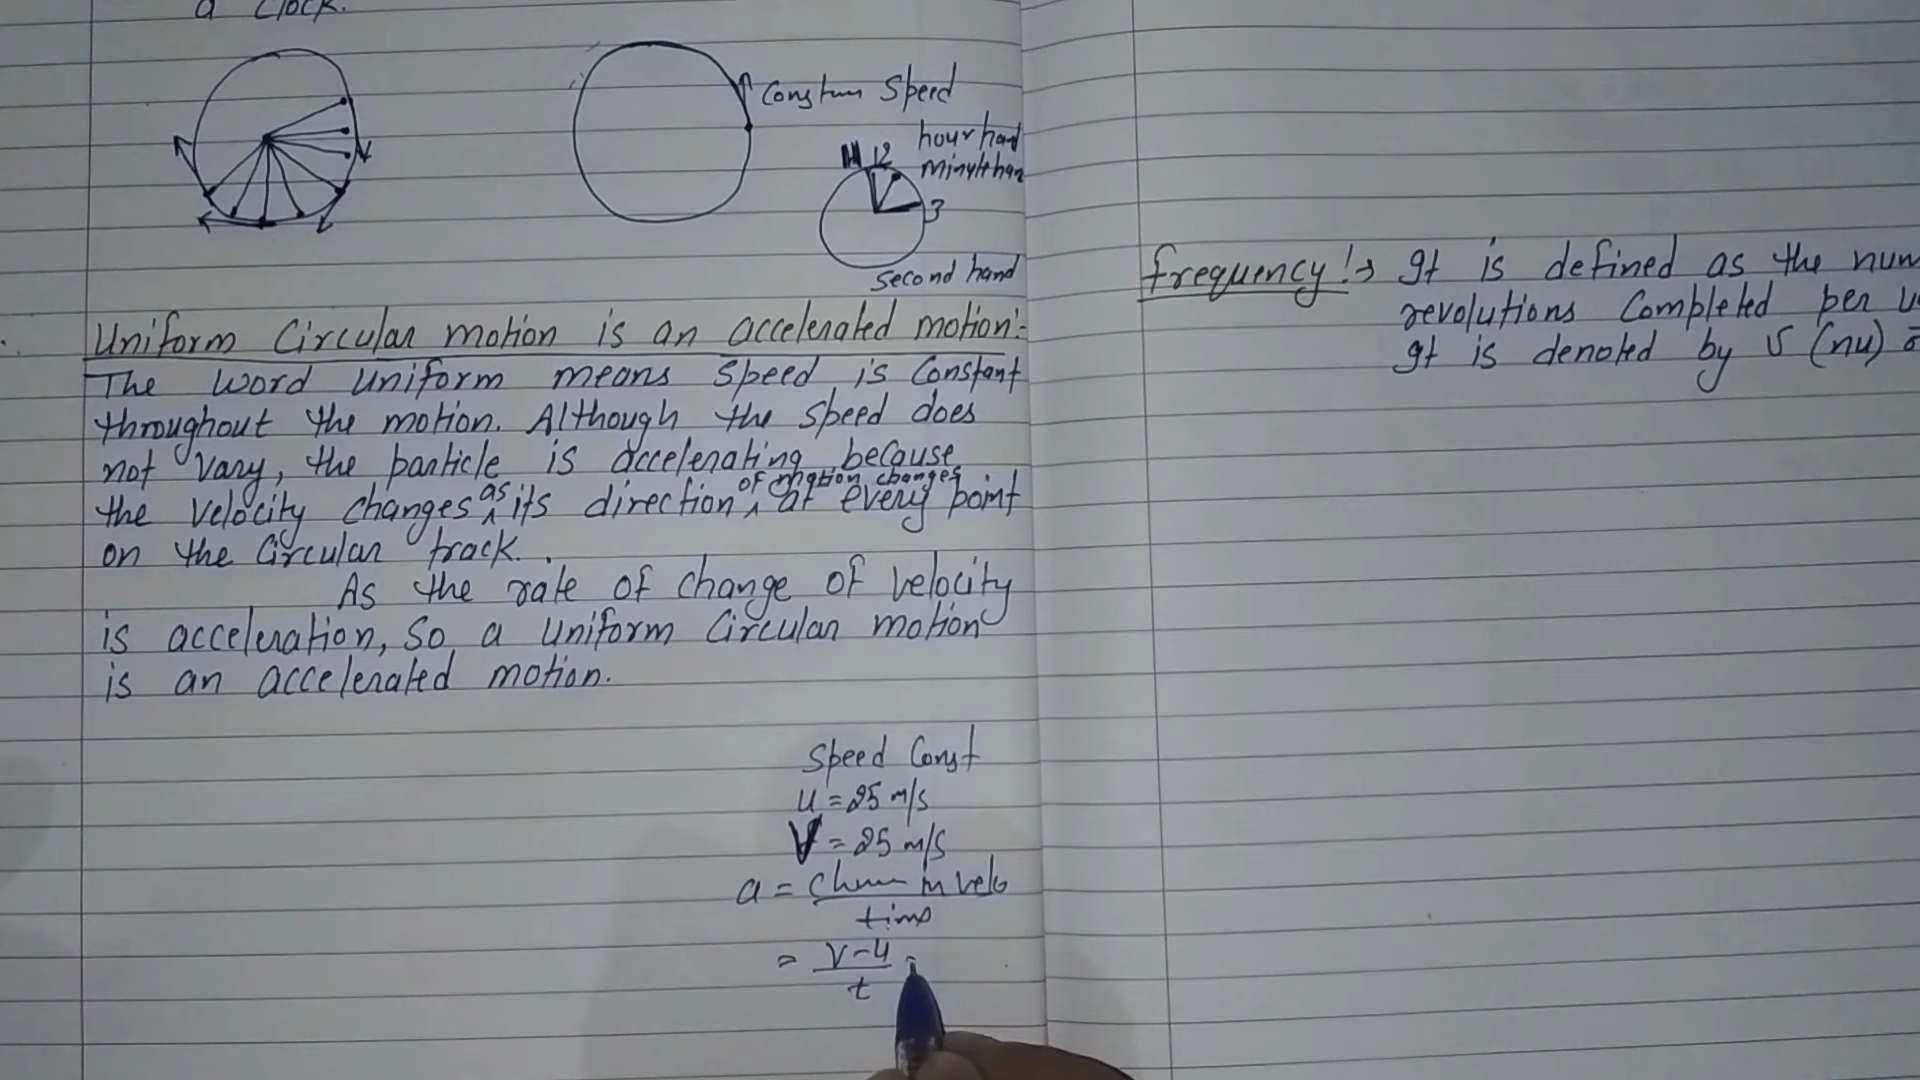 a Clock.
Constan Speed
hour hand
minute han
12
3
Second hand
Uniform Circular motion is an accelerated motion:-
The word uniform means speed is Constant
throughout the motion. Although the speed does
not vary, the particle is accelerating because
the velocity changes as its direction of motion changes at every point
on the Circular track.
As the rate of change of velocity
is acceleration, So a uniform Circular motion
is an accelerated motion.
Speed Const
u = 25 m/s
V = 25 m/s
a = in velo
time
= v-u =
t
frequency :→ It is defined as the num
revolutions Completed per u
It is denoted by υ (nu)